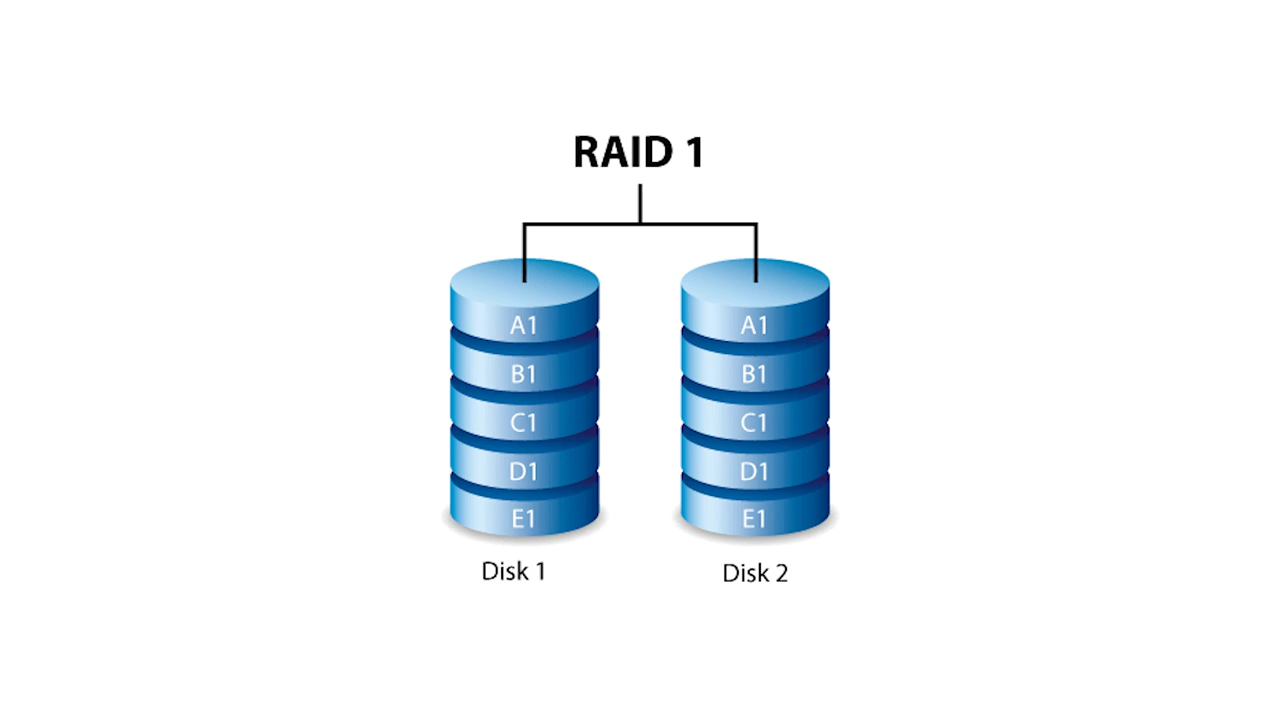 RAID 1
A1 A1
B1 B1
C1 C1
D1 D1
E1 E1
Disk 1 Disk 2